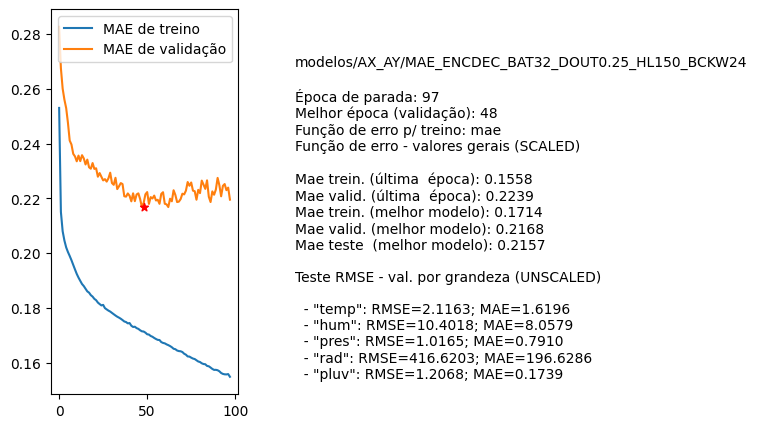 MAE de treino
MAE de validação
0.28
0.26
0.24
0.22
0.20
0.18
0.16
0
50
100
modelos/AX_AY/MAE_ENCDEC_BAT32_DOUT0.25_HL150_BCKW24
Época de parada: 97
Melhor época (validação): 48
Função de erro p/ treino: mae
Função de erro - valores gerais (SCALED)
Mae trein. (última  época): 0.1558
Mae valid. (última  época): 0.2239
Mae trein. (melhor modelo): 0.1714
Mae valid. (melhor modelo): 0.2168
Mae teste  (melhor modelo): 0.2157
Teste RMSE - val. por grandeza (UNSCALED)
- "temp": RMSE=2.1163; MAE=1.6196
- "hum": RMSE=10.4018; MAE=8.0579
- "pres": RMSE=1.0165; MAE=0.7910
- "rad": RMSE=416.6203; MAE=196.6286
- "pluv": RMSE=1.2068; MAE=0.1739